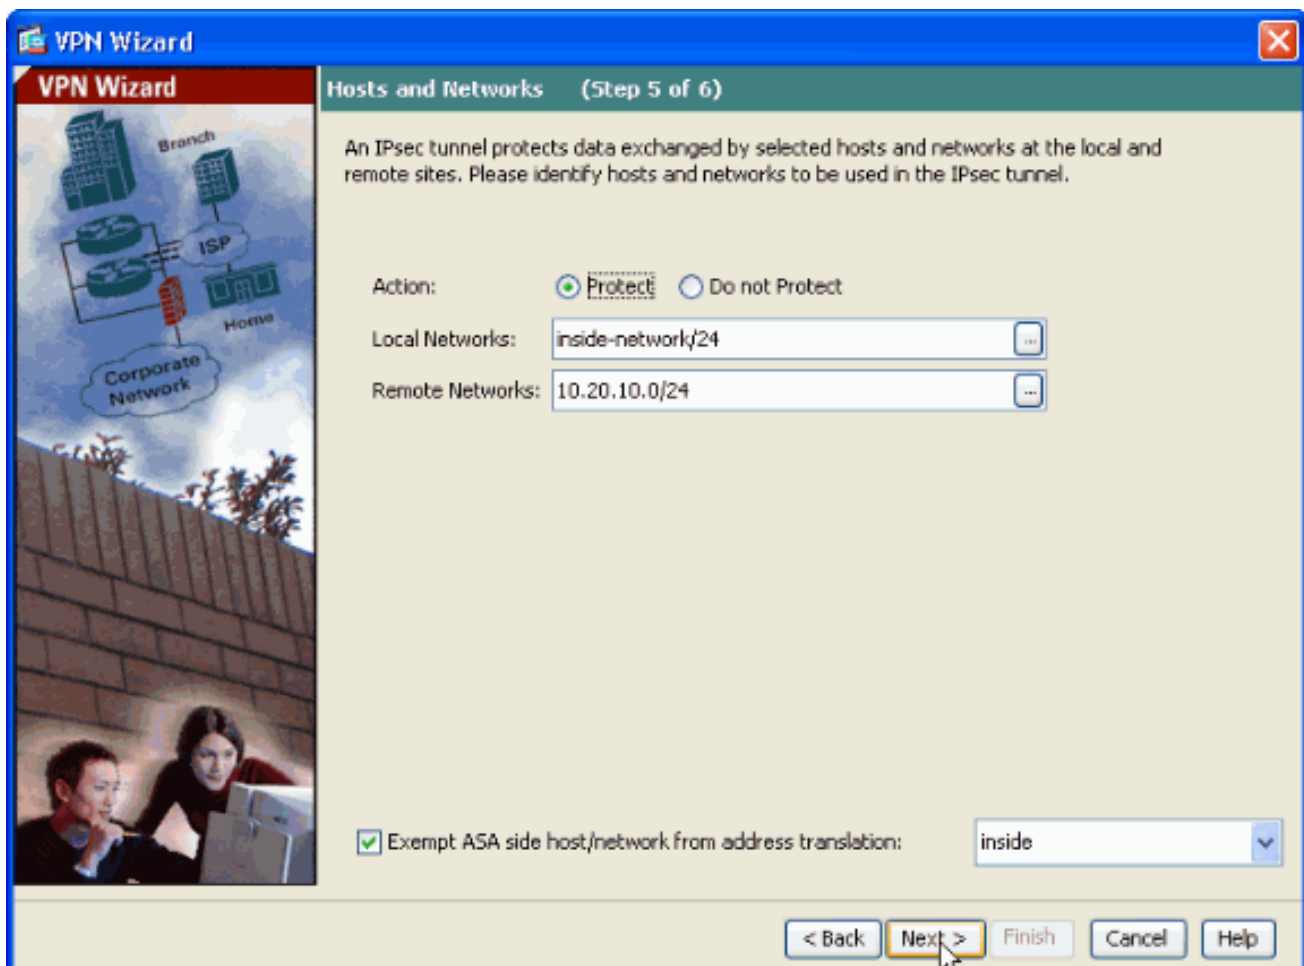 VPN Wizard
VPN Wizard
Hosts and Networks (Step 5 of 6)
Branch
ISP
Home
Corporate
Network
An IPsec tunnel protects data exchanged by selected hosts and networks at the local and
remote sites. Please identify hosts and networks to be used in the IPsec tunnel.
Action: Protect Do not Protect
Local Networks: inside-network/24 ...
Remote Networks: 10.20.10.0/24 ...
Exempt ASA side host/network from address translation: inside
< Back Next > Finish Cancel Help